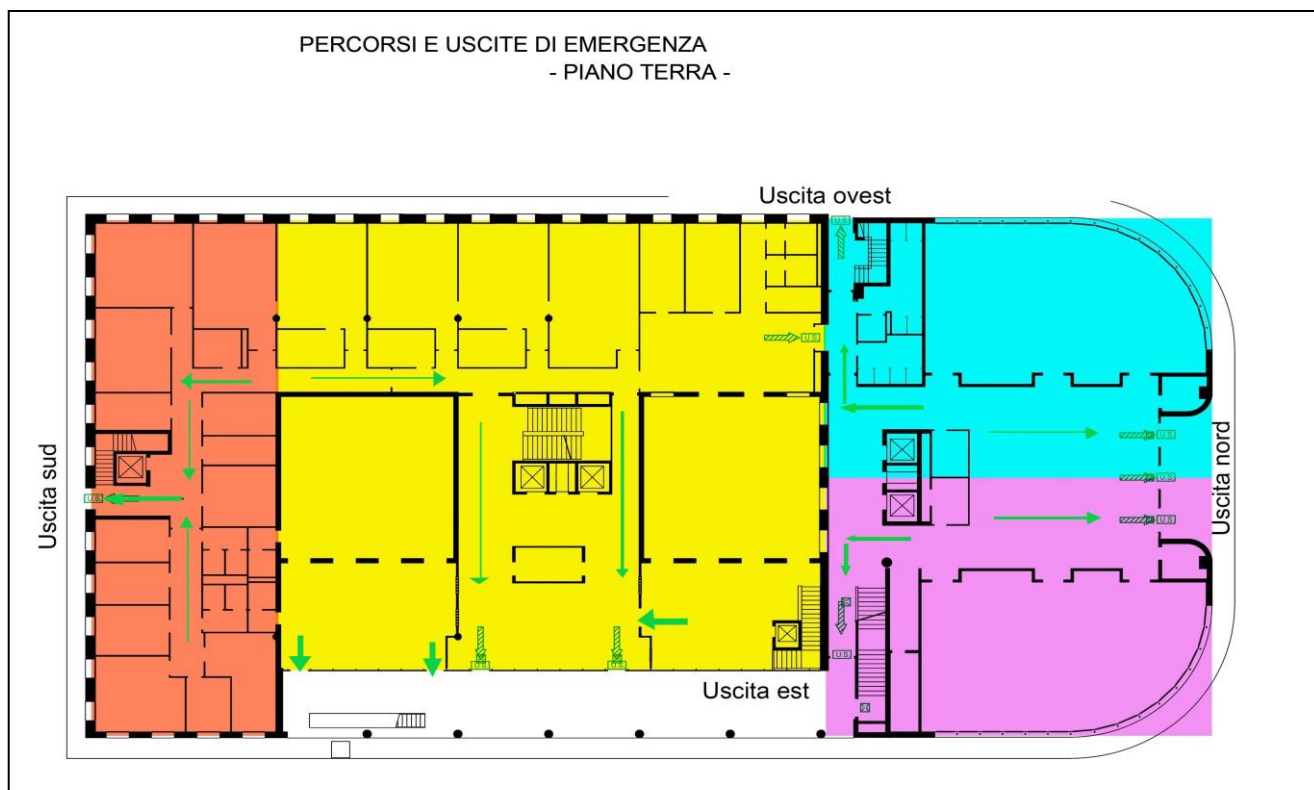 PERCORSI E USCITE DI EMERGENZA
- PIANO TERRA -
Uscita ovest
U.S.
U.S.
Uscita sud
U.S.
U.S.
U.S.
U.S.
Uscita nord
U.S.
U.S.
U.S.
Uscita est